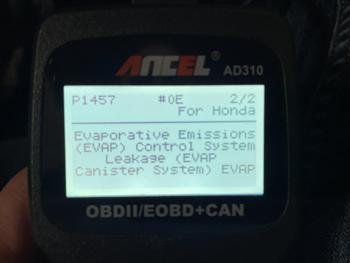 ANCEL®
AD310
P1457 #0E 2/2
For Honda
Evaporative Emissions
(EVAP) Control System
Leakage (EVAP
Canister System) EVAP
OBDII/EOBD+CAN